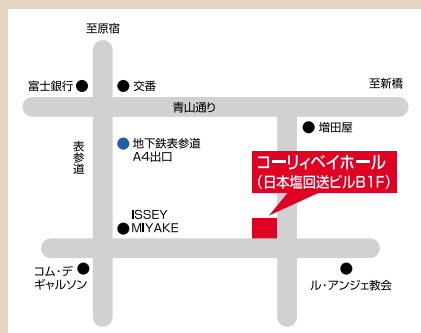 至原宿
富士銀行
交番
至新橋
青山通り
増田屋
表参道
地下鉄表参道
A4出口
コーリィベイホール
(日本塩回送ビルB1F)
ISSEY
MIYAKE
コム・デ
ギャルソン
ル・アンジェ教会